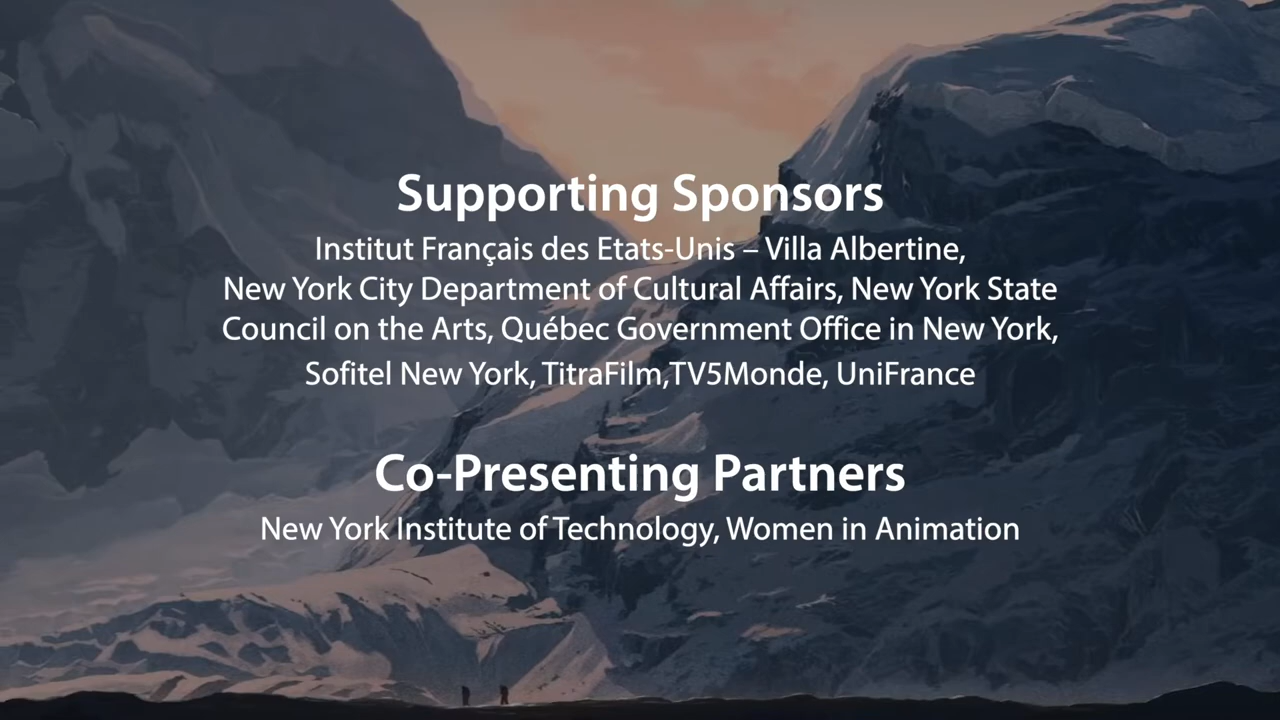 Supporting Sponsors
Institut Français des Etats-Unis – Villa Albertine,
New York City Department of Cultural Affairs, New York State
Council on the Arts, Québec Government Office in New York,
Sofitel New York, TitraFilm,TV5Monde, UniFrance
Co-Presenting Partners
New York Institute of Technology, Women in Animation